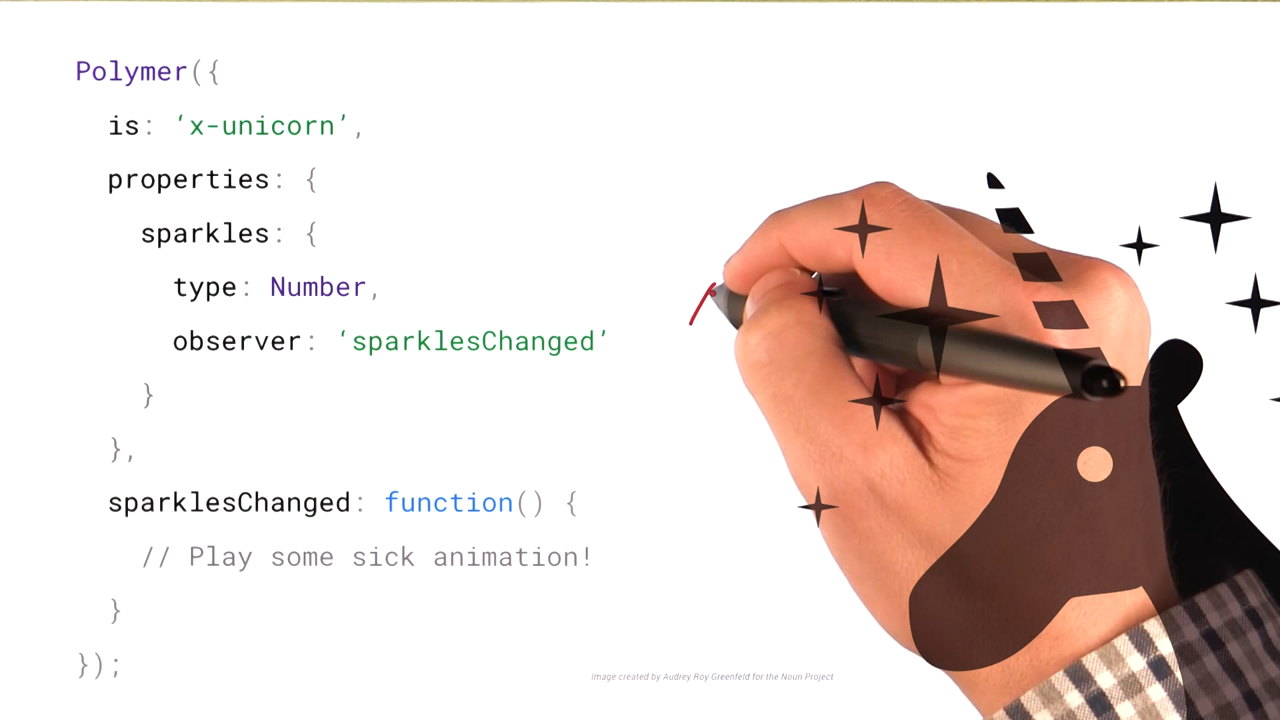 Polymer({
is: ‘x-unicorn’,
properties: {
sparkles: {
type: Number,
observer: ‘sparklesChanged’
}
},
sparklesChanged: function() {
// Play some sick animation!
}
});
Image created by Audrey Roy Greenfeld for the Noun Project